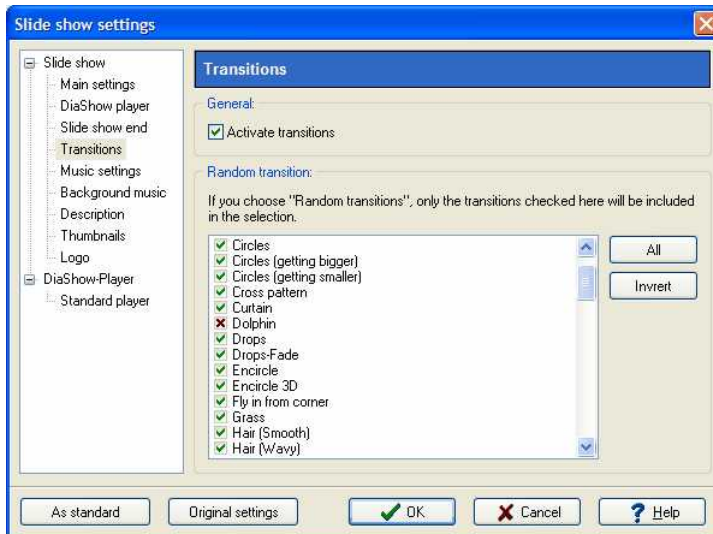 Slide show settings
Slide show
Main settings
DiaShow player
Slide show end
Transitions
Music settings
Background music
Description
Thumbnails
Logo
DiaShow-Player
Standard player
Transitions
General:
Activate transitions
Random transition:
If you choose "Random transitions", only the transitions checked here will be included
in the selection.
Circles
Circles (getting bigger)
Circles (getting smaller)
Cross pattern
Curtain
Dolphin
Drops
Drops-Fade
Encircle
Encircle 3D
Fly in from corner
Grass
Hair (Smooth)
Hair (Wavy)
All
Invrert
As standard
Original settings
OK
Cancel
Help